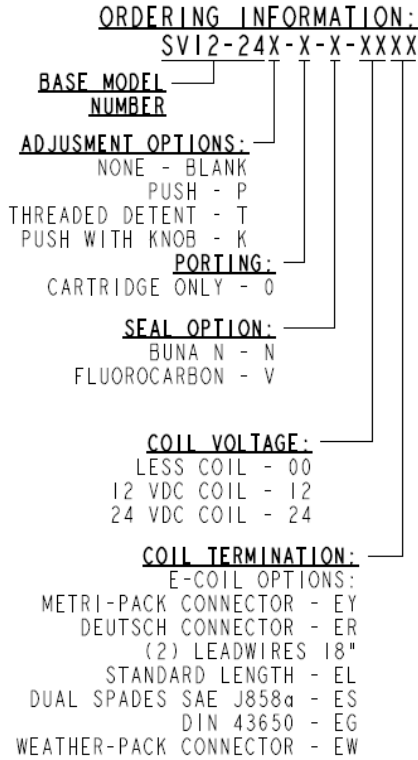 ORDERING INFORMATION:
SV12-24X-X-X-XXXX
BASE MODEL
NUMBER
ADJUSMENT OPTIONS:
NONE - BLANK
PUSH - P
THREADED DETENT - T
PUSH WITH KNOB - K
PORTING:
CARTRIDGE ONLY - 0
SEAL OPTION:
BUNA N - N
FLUOROCARBON - V
COIL VOLTAGE:
LESS COIL - 00
12 VDC COIL - 12
24 VDC COIL - 24
COIL TERMINATION:
E-COIL OPTIONS:
METRI-PACK CONNECTOR - EY
DEUTSCH CONNECTOR - ER
(2) LEADWIRES 18"
STANDARD LENGTH - EL
DUAL SPADES SAE J858a - ES
DIN 43650 - EG
WEATHER-PACK CONNECTOR - EW